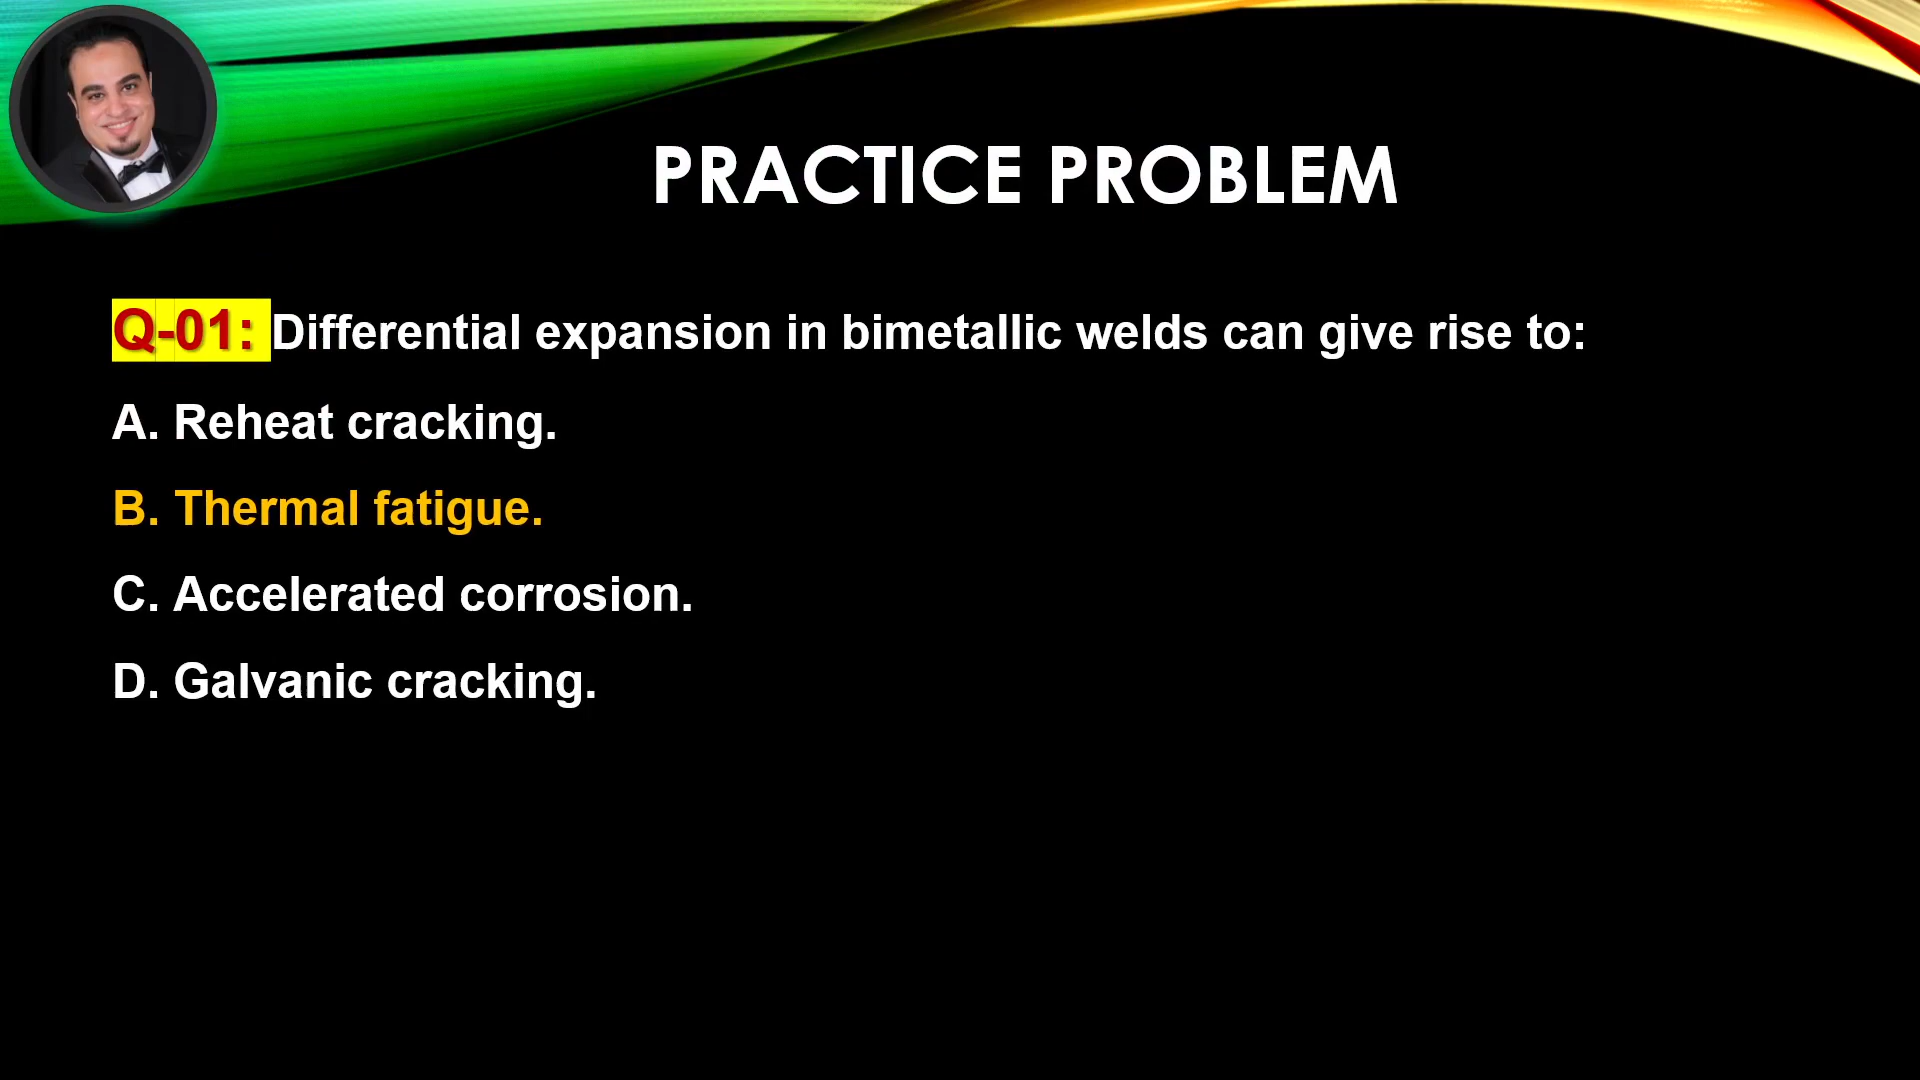 PRACTICE PROBLEM
Q-01: Differential expansion in bimetallic welds can give rise to:
A. Reheat cracking.
B. Thermal fatigue.
C. Accelerated corrosion.
D. Galvanic cracking.